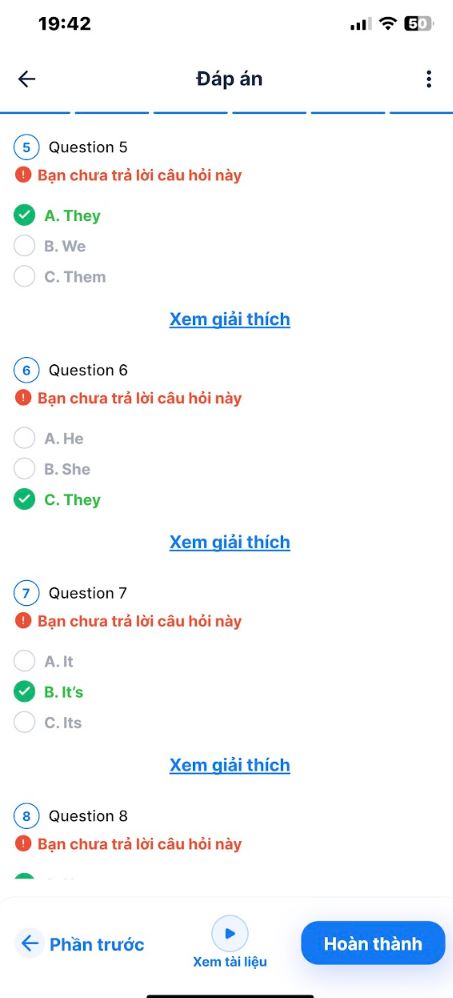 19:42
50
Đáp án
5 Question 5
! Bạn chưa trả lời câu hỏi này
A. They
B. We
C. Them
Xem giải thích
6 Question 6
! Bạn chưa trả lời câu hỏi này
A. He
B. She
C. They
Xem giải thích
7 Question 7
! Bạn chưa trả lời câu hỏi này
A. It
B. It's
C. Its
Xem giải thích
8 Question 8
! Bạn chưa trả lời câu hỏi này
Phần trước
Xem tài liệu
Hoàn thành